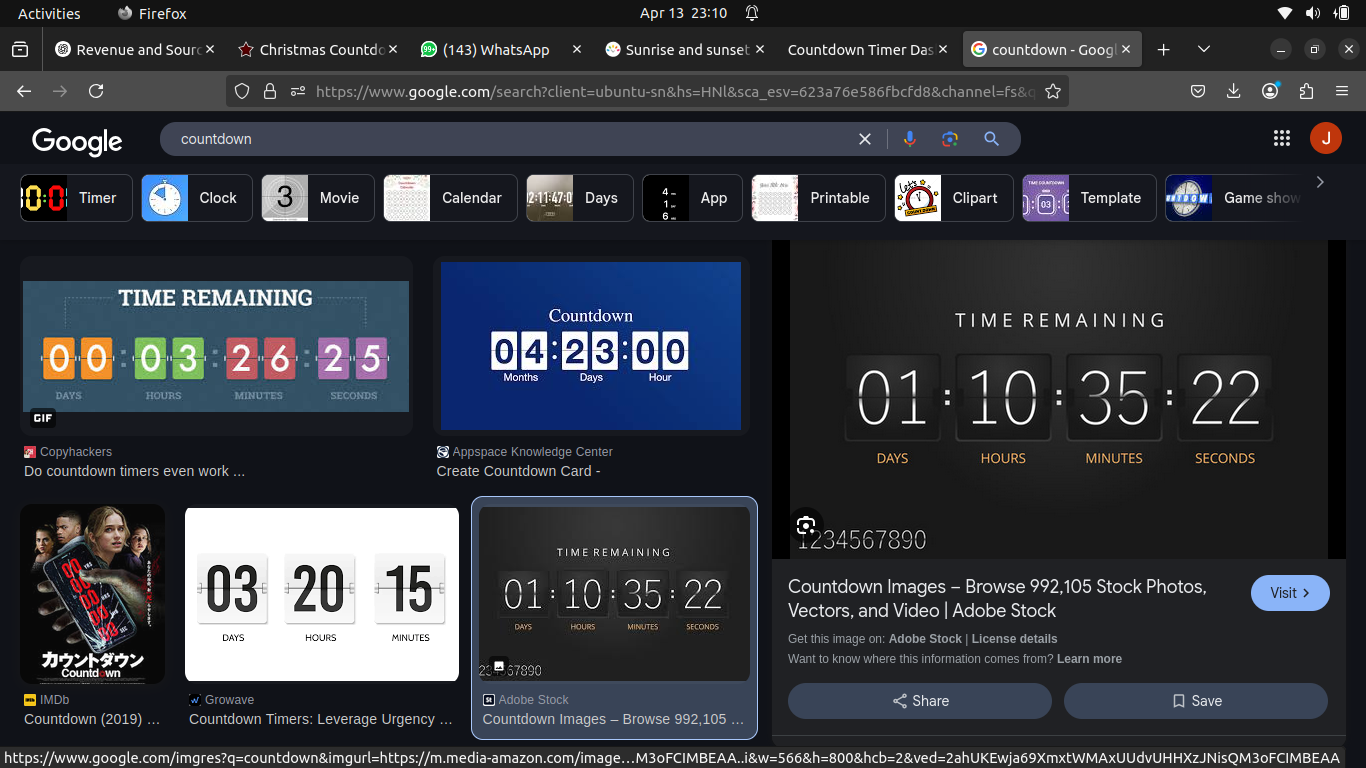 Activities
Firefox
Apr 13 23:10
Revenue and Sourc
Christmas Countdo
(143) WhatsApp
Sunrise and sunset
Countdown Timer Das
countdown - Googl
https://www.google.com/search?client=ubuntu-sn&hs=HNl&sca_esv=623a76e586fbcfd8&channel=fs&q
Google
countdown
J
Timer
Clock
3
Movie
Calendar
Days
App
Printable
Clipart
Template
Game show
TIME REMAINING
00:03:26:25
DAYS HOURS MINUTES SECONDS
GIF
Copyhackers
Do countdown timers even work ...
Countdown
04:23:00
Months Days Hour
Appspace Knowledge Center
Create Countdown Card -
カウントダウン
Countdown
IMDb
Countdown (2019) ...
03 20 15
DAYS HOURS MINUTES
Growave
Countdown Timers: Leverage Urgency ...
TIME REMAINING
01:10:35:22
DAYS HOURS MINUTES SECONDS
1234567890
Adobe Stock
Countdown Images – Browse 992,105 ...
TIME REMAINING
01:10:35:22
DAYS HOURS MINUTES SECONDS
1234567890
Countdown Images – Browse 992,105 Stock Photos,
Vectors, and Video | Adobe Stock
Visit
Get this image on: Adobe Stock | License details
Want to know where this information comes from? Learn more
Share
Save
https://www.google.com/imgres?q=countdown&imgurl=https://m.media-amazon.com/image…M3oFCIMBEAA..i&w=566&h=800&hcb=2&ved=2ahUKEwja69XmxtWMAxUUdvUHHXzJNisQM3oFCIMBEAA